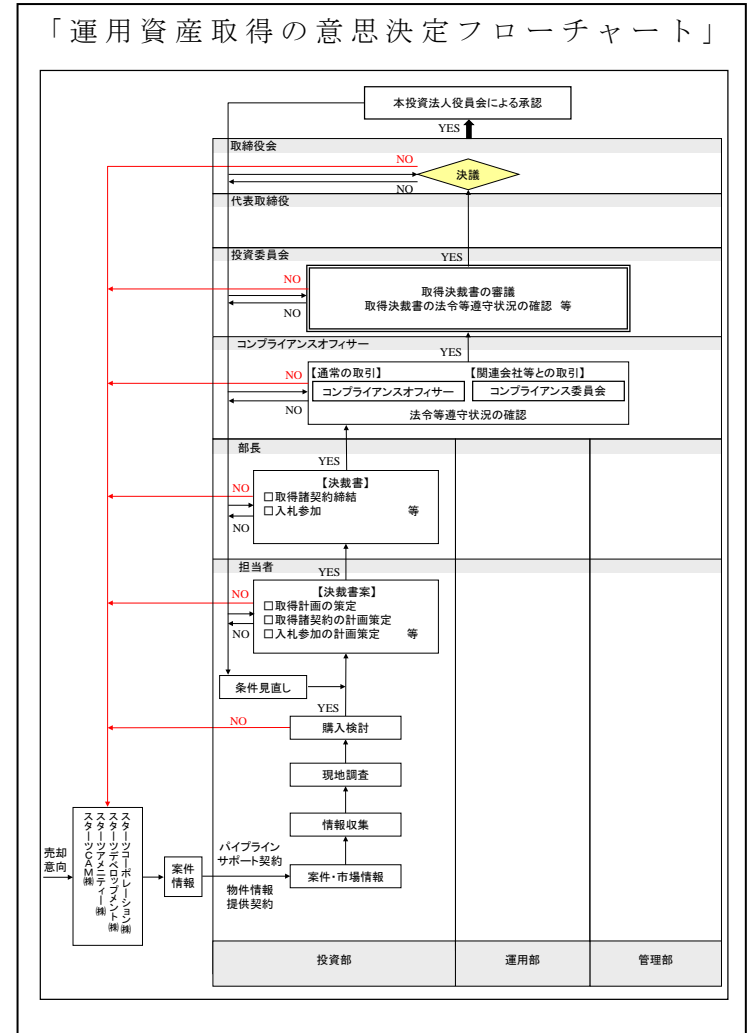 「運用資産取得の意思決定フローチャート」
本投資法人役員会による承認
YES
取締役会
NO
決議
NO
代表取締役
投資委員会
YES
NO
取得決裁書の審議
取得決裁書の法令等遵守状況の確認 等
NO
コンプライアンスオフィサー
YES
【通常の取引】
【関連会社等との取引】
NO
コンプライアンスオフィサー
コンプライアンス委員会
NO
法令等遵守状況の確認
部長
YES
【決裁書】
NO
□取得諸契約締結
□入札参加 等
NO
担当者
YES
【決裁書案】
NO
□取得計画の策定
□取得諸契約の計画策定
□入札参加の計画策定 等
NO
条件見直し
YES
NO
購入検討
現地調査
情報収集
売却
意向
スターツコーポレーション㈱
スターツデベロップメント㈱
スターツアメニティー㈱
スターツCAM㈱
案件
情報
パイプライン
サポート契約
物件情報
提供契約
案件・市場情報
投資部
運用部
管理部